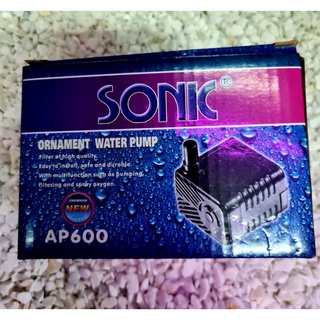 SONIC®
ORNAMENT WATER PUMP
Filter of high quality.
Edey to install, safe and durable.
With multifunction such as pumping,
filtering and spray oxygen.
NEW
AP600